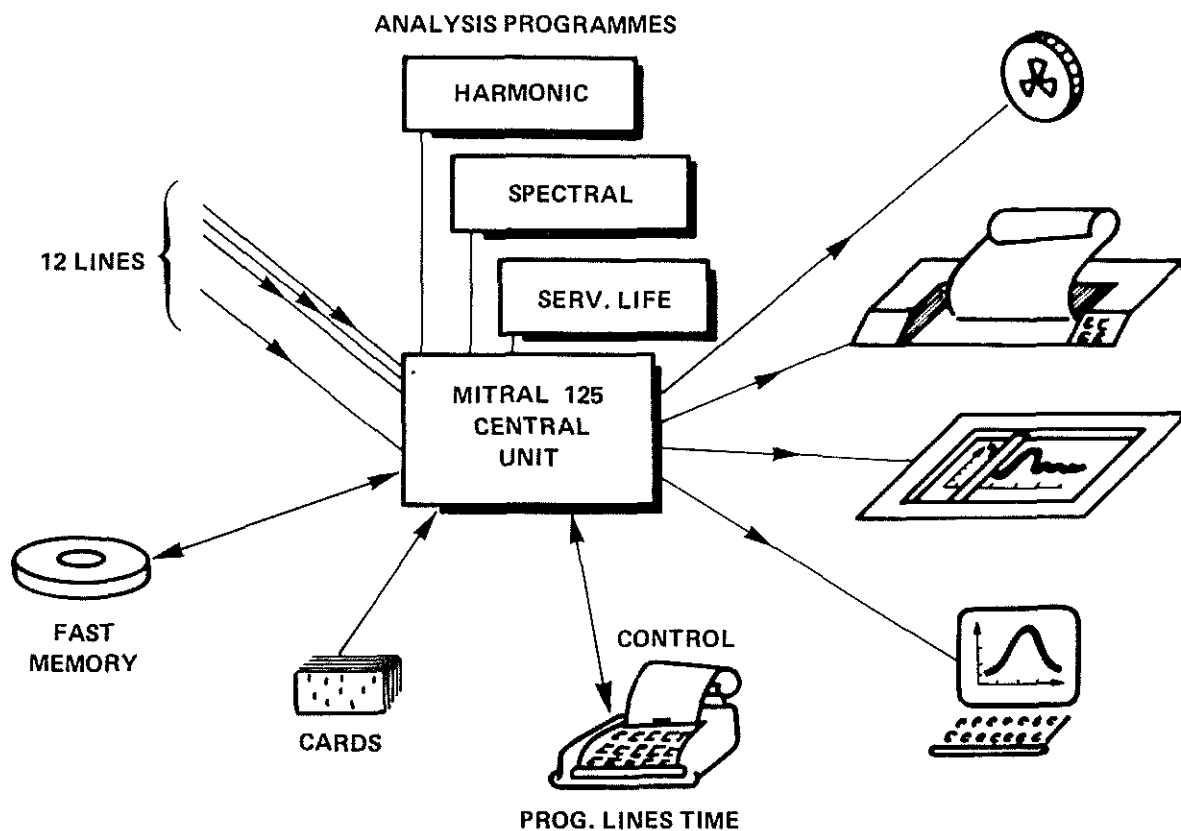 ANALYSIS PROGRAMMES
HARMONIC
SPECTRAL
12 LINES
SERV. LIFE
MITRAL 125
CENTRAL
UNIT
FAST
MEMORY
CONTROL
CARDS
PROG. LINES TIME